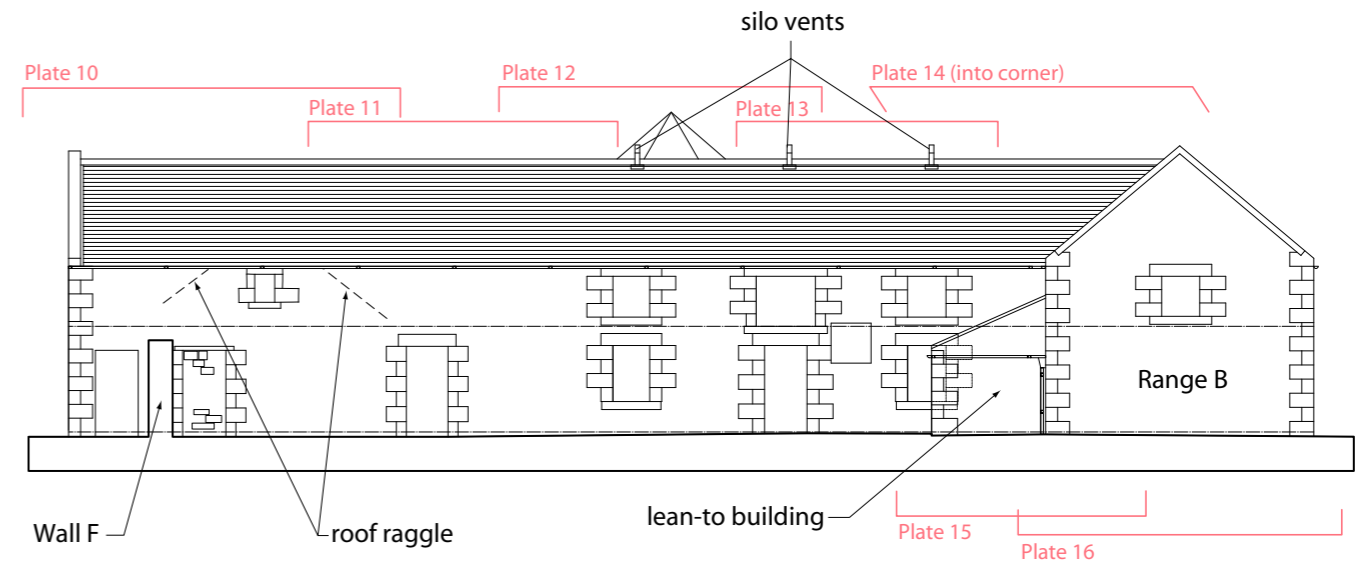 silo vents
Plate 10
Plate 12
Plate 14 (into corner)
Plate 11
Plate 13
Range B
Wall F
roof raggle
lean-to building
Plate 15
Plate 16